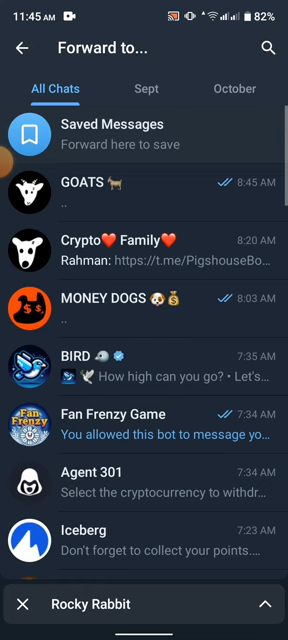 11:45 AM 82%
Forward to...
All Chats Sept October
Saved Messages
Forward here to save
GOATS 🐐 8:45 AM
..
Crypto❤️ Family❤️ 8:20 AM
Rahman: https://t.me/PigshouseBo...
MONEY DOGS 🐶💰 8:03 AM
..
BIRD 7:35 AM
🕊 How high can you go? • Let's...
Fan Frenzy
Fan Frenzy Game 7:34 AM
You allowed this bot to message yo...
Agent 301 7:34 AM
Select the cryptocurrency to withdr...
Iceberg 7:23 AM
Don't forget to collect your points....
Rocky Rabbit